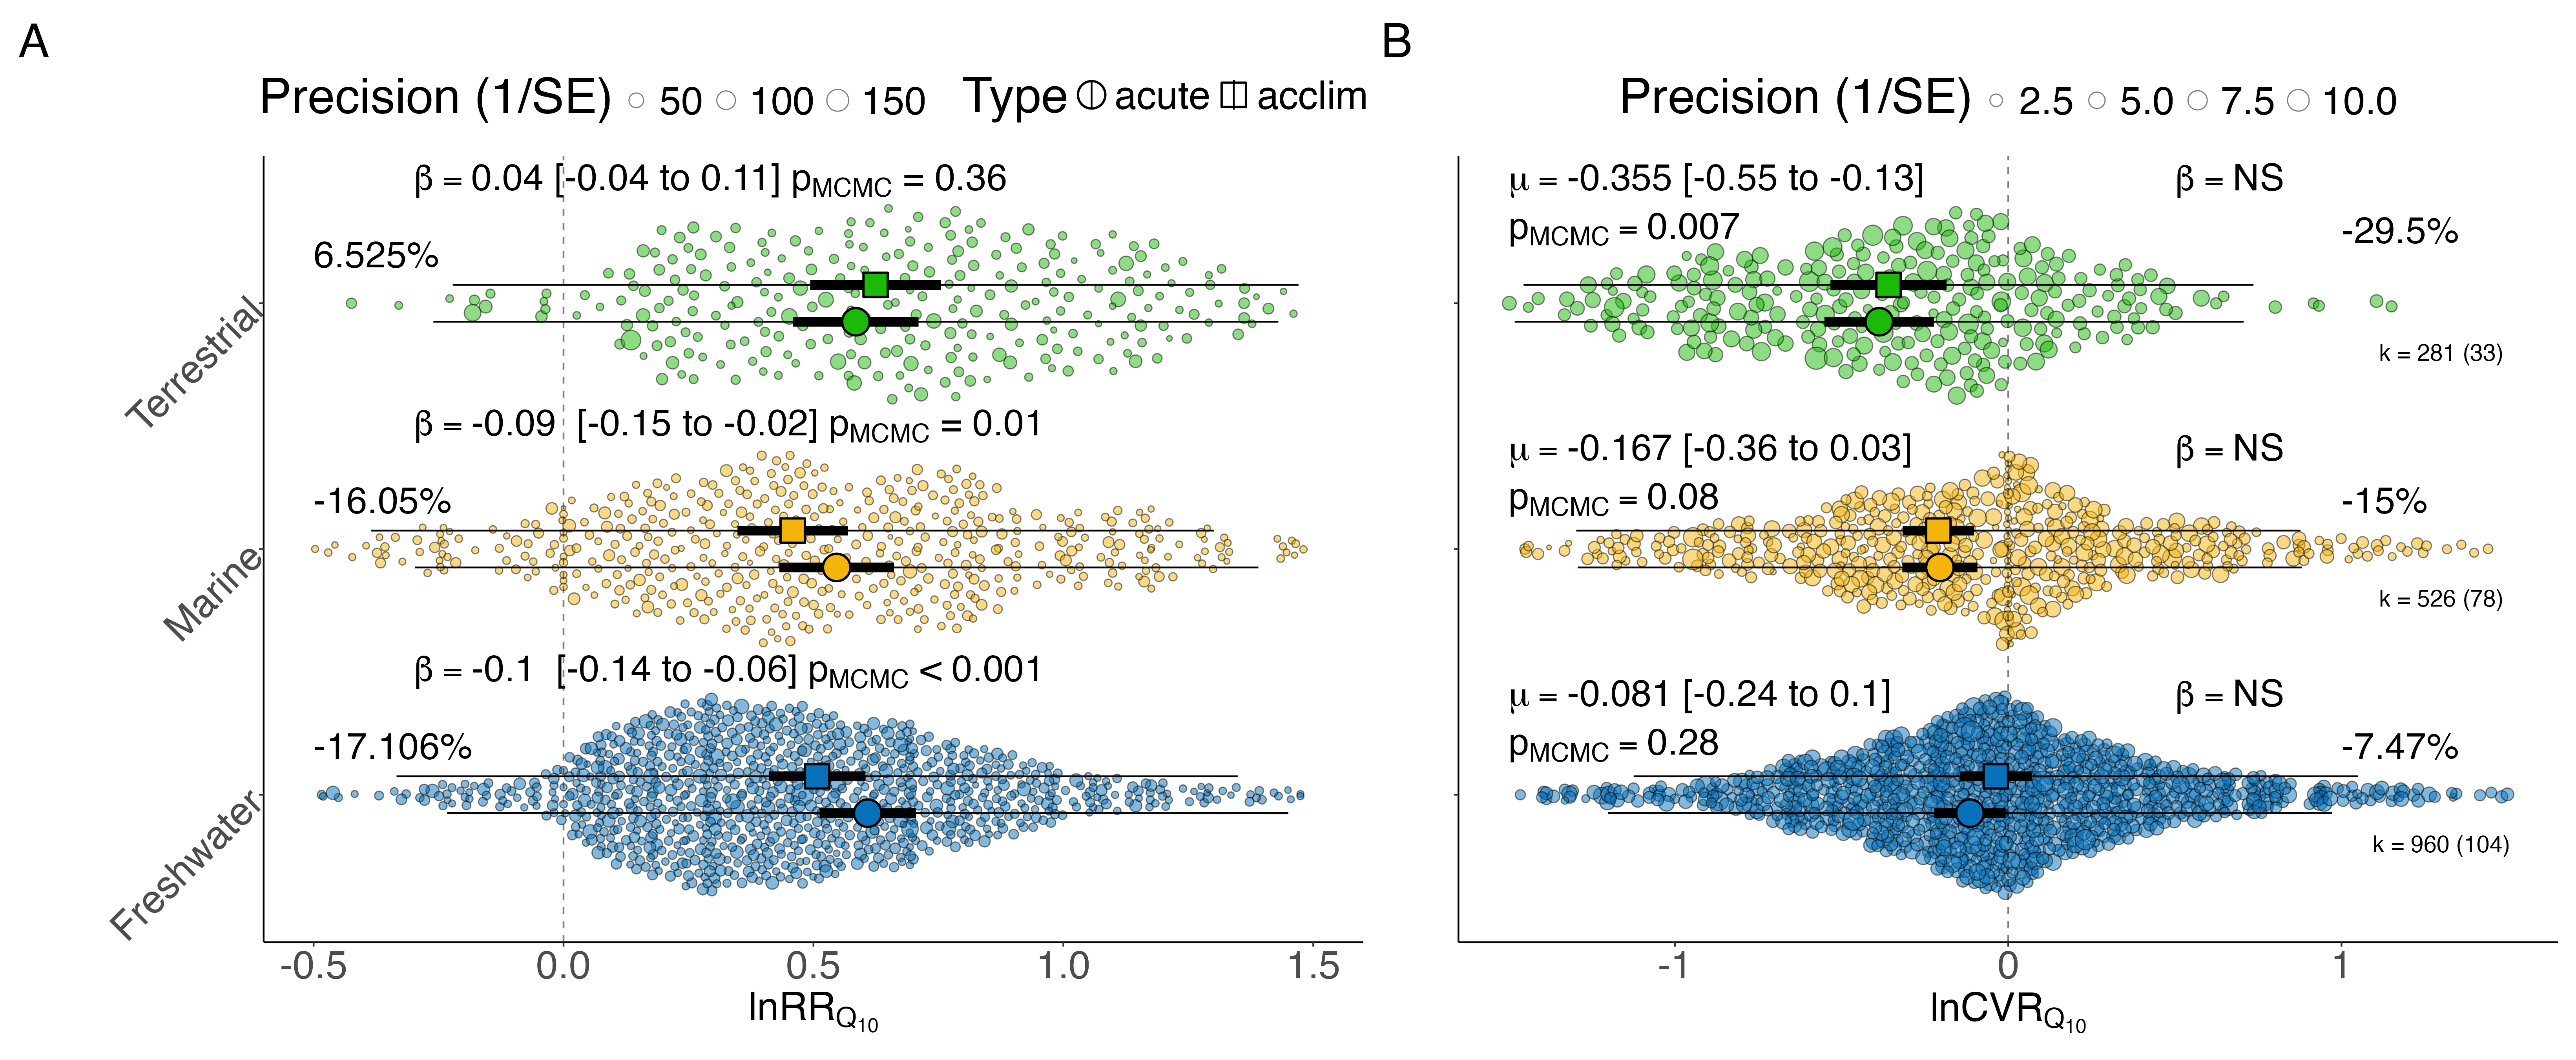 A
Precision (1/SE) 50 100 150 Type acute acclim
β = 0.04 [-0.04 to 0.11] pMCMC = 0.36
6.525%
Terrestrial
β = -0.09 [-0.15 to -0.02] pMCMC = 0.01
-16.05%
Marine
β = -0.1 [-0.14 to -0.06] pMCMC < 0.001
-17.106%
Freshwater
-0.5 0.0 0.5 1.0 1.5
lnRRQ10
B
Precision (1/SE) 2.5 5.0 7.5 10.0
μ = -0.355 [-0.55 to -0.13] β = NS
pMCMC = 0.007 -29.5%
k = 281 (33)
μ = -0.167 [-0.36 to 0.03] β = NS
pMCMC = 0.08 -15%
k = 526 (78)
μ = -0.081 [-0.24 to 0.1] β = NS
pMCMC = 0.28 -7.47%
k = 960 (104)
-1 0 1
lnCVRQ10